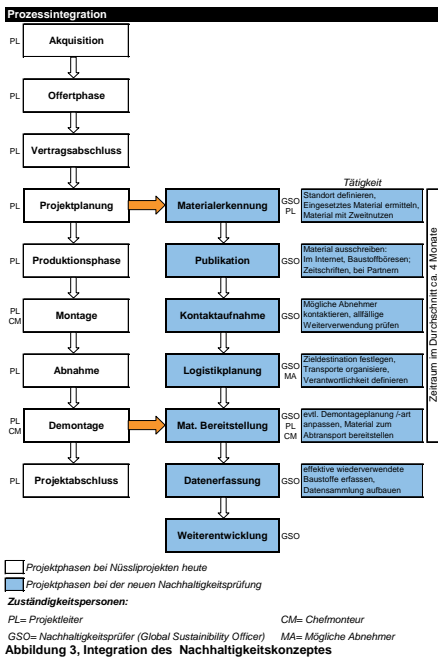 Prozessintegration
PL Akquisition
PL Offertphase
PL Vertragsabschluss
Tätigkeit
PL Projektplanung
Materialerkennung
GSO
PL
Standort definieren,
Eingesetztes Material ermitteln,
Material mit Zweitnutzen
PL Produktionsphase
Publikation
GSO
Material ausschreiben:
Im Internet, Baustoffböresen;
Zeitschriften, bei Partnern
PL
CM
Montage
Kontaktaufnahme
GSO
Mögliche Abnehmer
kontaktieren, allfällige
Weiterverwendung prüfen
PL Abnahme
Logistikplanung
GSO
MA
Zieldestination festlegen,
Transporte organisiere,
Verantwortlichkeit definieren
PL
CM
Demontage
Mat. Bereitstellung
GSO
PL
CM
evtl. Demontageplanung /-art
anpassen, Material zum
Abtransport bereitstellen
Zeitraum im Durchschnitt ca. 4 Monate
PL Projektabschluss
Datenerfassung
GSO
effektive wiederverwendete
Baustoffe erfassen,
Datensammlung aufbauen
Weiterentwicklung
GSO
Projektphasen bei Nüssliprojekten heute
Projektphasen bei der neuen Nachhaltigkeitsprüfung
Zuständigkeitspersonen:
PL= Projektleiter CM= Chefmonteur
GSO= Nachhaltigkeitsprüfer (Global Sustainibility Officer) MA= Mögliche Abnehmer
Abbildung 3, Integration des Nachhaltigkeitskonzeptes